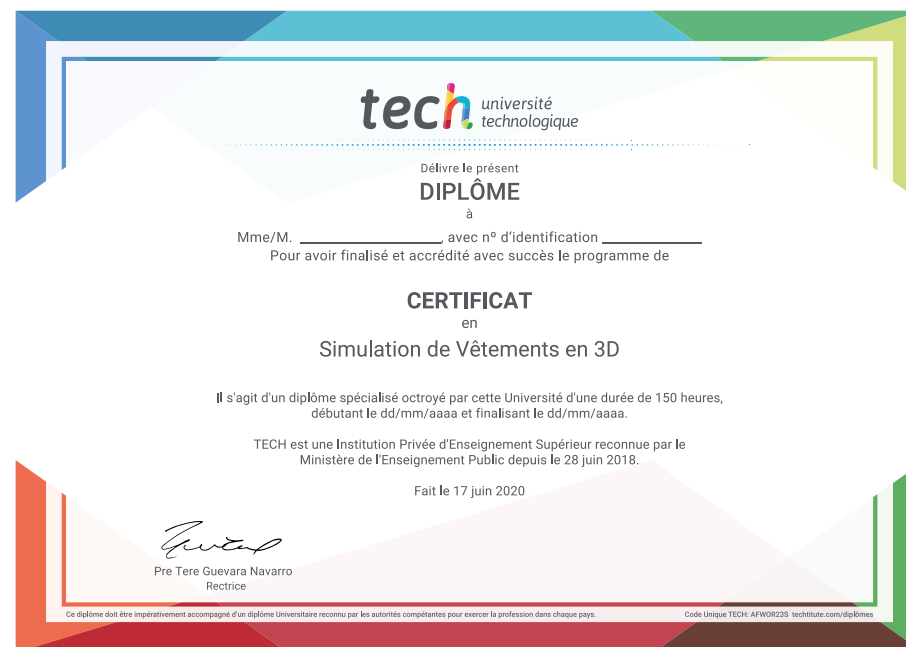 tech université
technologique
Délivre le présent
DIPLÔME
à
Mme/M. ____________________, avec nº d'identification ______________
Pour avoir finalisé et accrédité avec succès le programme de
CERTIFICAT
en
Simulation de Vêtements en 3D
Il s'agit d'un diplôme spécialisé octroyé par cette Université d'une durée de 150 heures,
débutant le dd/mm/aaaa et finalisant le dd/mm/aaaa.
TECH est une Institution Privée d'Enseignement Supérieur reconnue par le
Ministère de l'Enseignement Public depuis le 28 juin 2018.
Fait le 17 juin 2020
Pre Tere Guevara Navarro
Rectrice
Ce diplôme doit être impérativement accompagné d'un diplôme Universitaire reconnu par les autorités compétantes pour exercer la profession dans chaque pays.
Code Unique TECH: AFWOR23S techtitute.com/diplômes